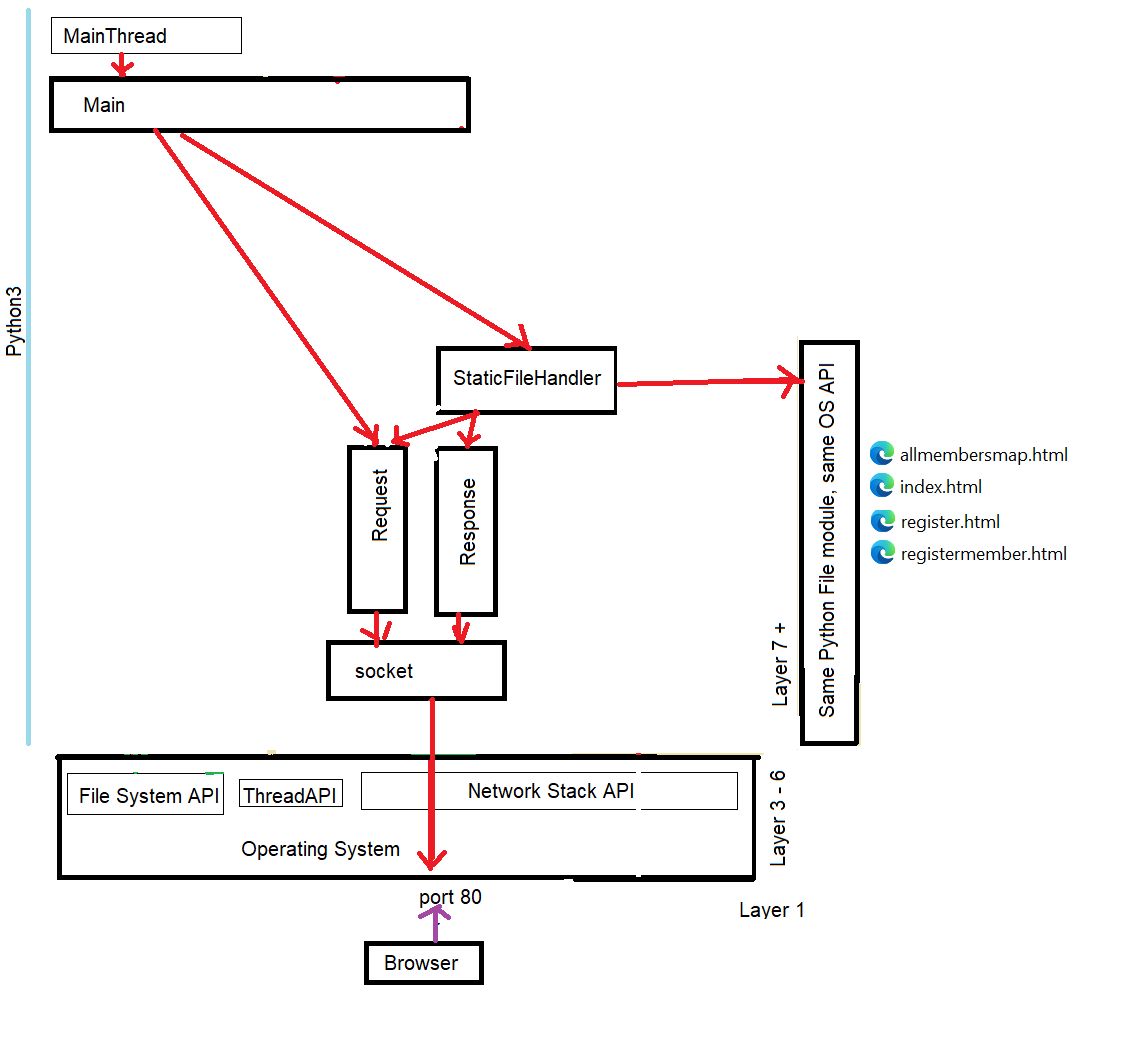 MainThread
Main
Python3
StaticFileHandler
Request
Response
socket
Same Python File module, same OS API
allmembersmap.html
index.html
register.html
registermember.html
Layer 7 +
File System API
ThreadAPI
Network Stack API
Operating System
Layer 3 - 6
port 80
Layer 1
Browser